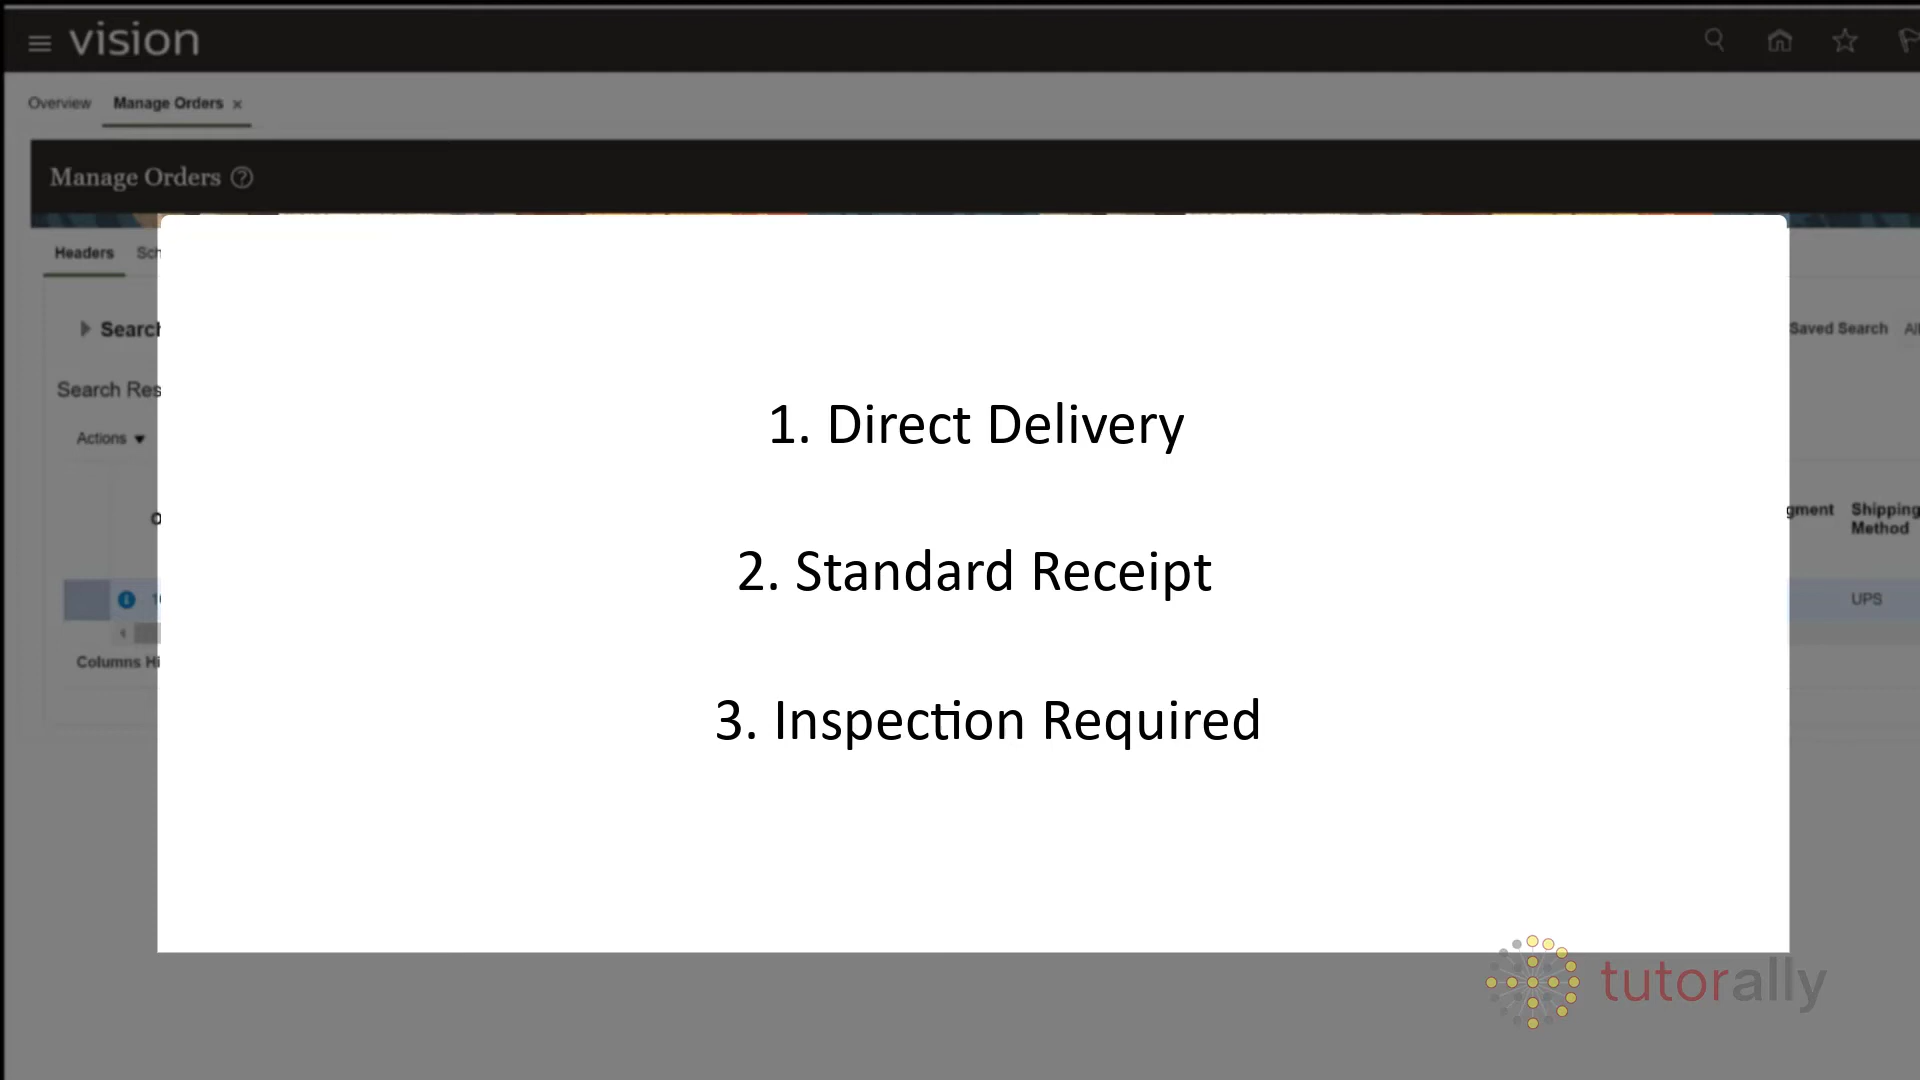 vision
Overview
Manage Orders
Manage Orders
Headers
Saved Search
Actions
1. Direct Delivery
2. Standard Receipt
3. Inspection Required
Shipping
Method
UPS
Columns
tutorally